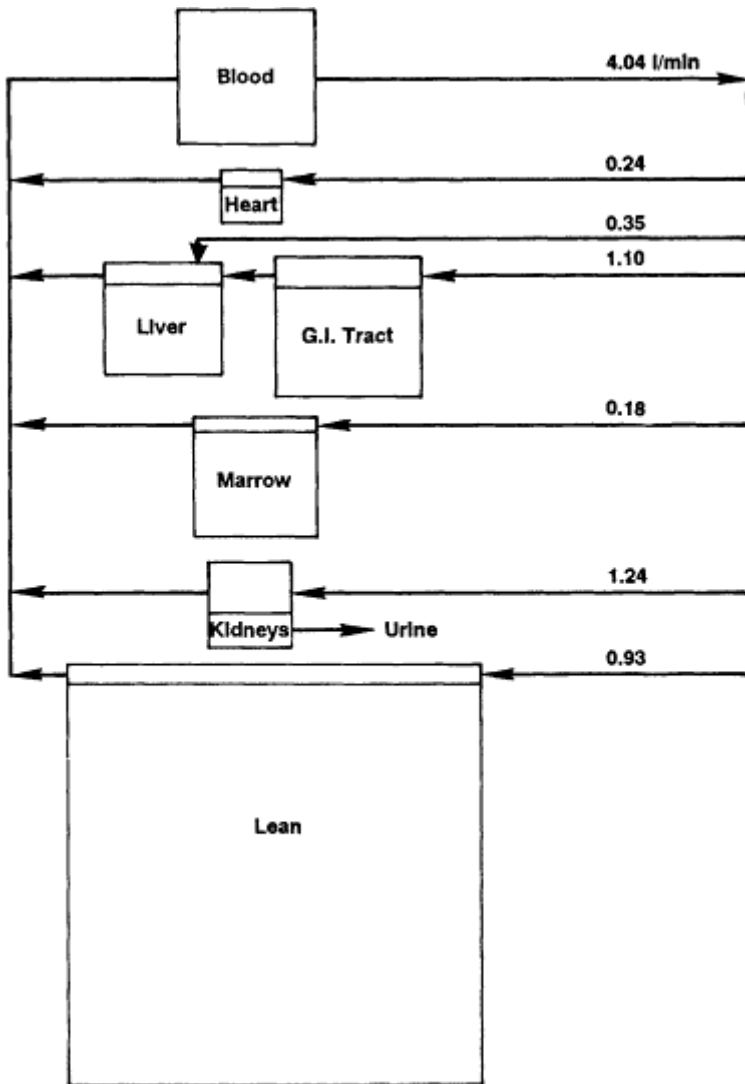 Blood
4.04 l/min
0.24
Heart
0.35
1.10
Liver
G.I. Tract
0.18
Marrow
1.24
Kidneys
Urine
0.93
Lean